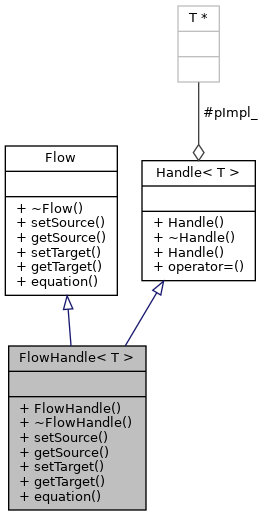 T *
#pImpl_
Flow
+ ~Flow()
+ setSource()
+ getSource()
+ setTarget()
+ getTarget()
+ equation()
Handle< T >
+ Handle()
+ ~Handle()
+ Handle()
+ operator=()
FlowHandle< T >
+ FlowHandle()
+ ~FlowHandle()
+ setSource()
+ getSource()
+ setTarget()
+ getTarget()
+ equation()